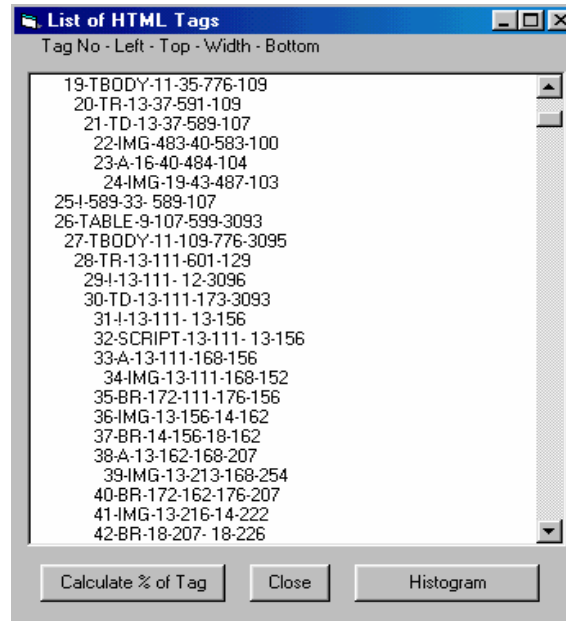 List of HTML Tags
Tag No - Left - Top - Width - Bottom
19-TBODY-11-35-776-109
20-TR-13-37-591-109
21-TD-13-37-589-107
22-IMG-483-40-583-100
23-A-16-40-484-104
24-IMG-19-43-487-103
25-!-589-33- 589-107
26-TABLE-9-107-599-3093
27-TBODY-11-109-776-3095
28-TR-13-111-601-129
29-!-13-111- 12-3096
30-TD-13-111-173-3093
31-!-13-111- 13-156
32-SCRIPT-13-111- 13-156
33-A-13-111-168-156
34-IMG-13-111-168-152
35-BR-172-111-176-156
36-IMG-13-156-14-162
37-BR-14-156-18-162
38-A-13-162-168-207
39-IMG-13-213-168-254
40-BR-172-162-176-207
41-IMG-13-216-14-222
42-BR-18-207- 18-226
Calculate % of Tag
Close
Histogram